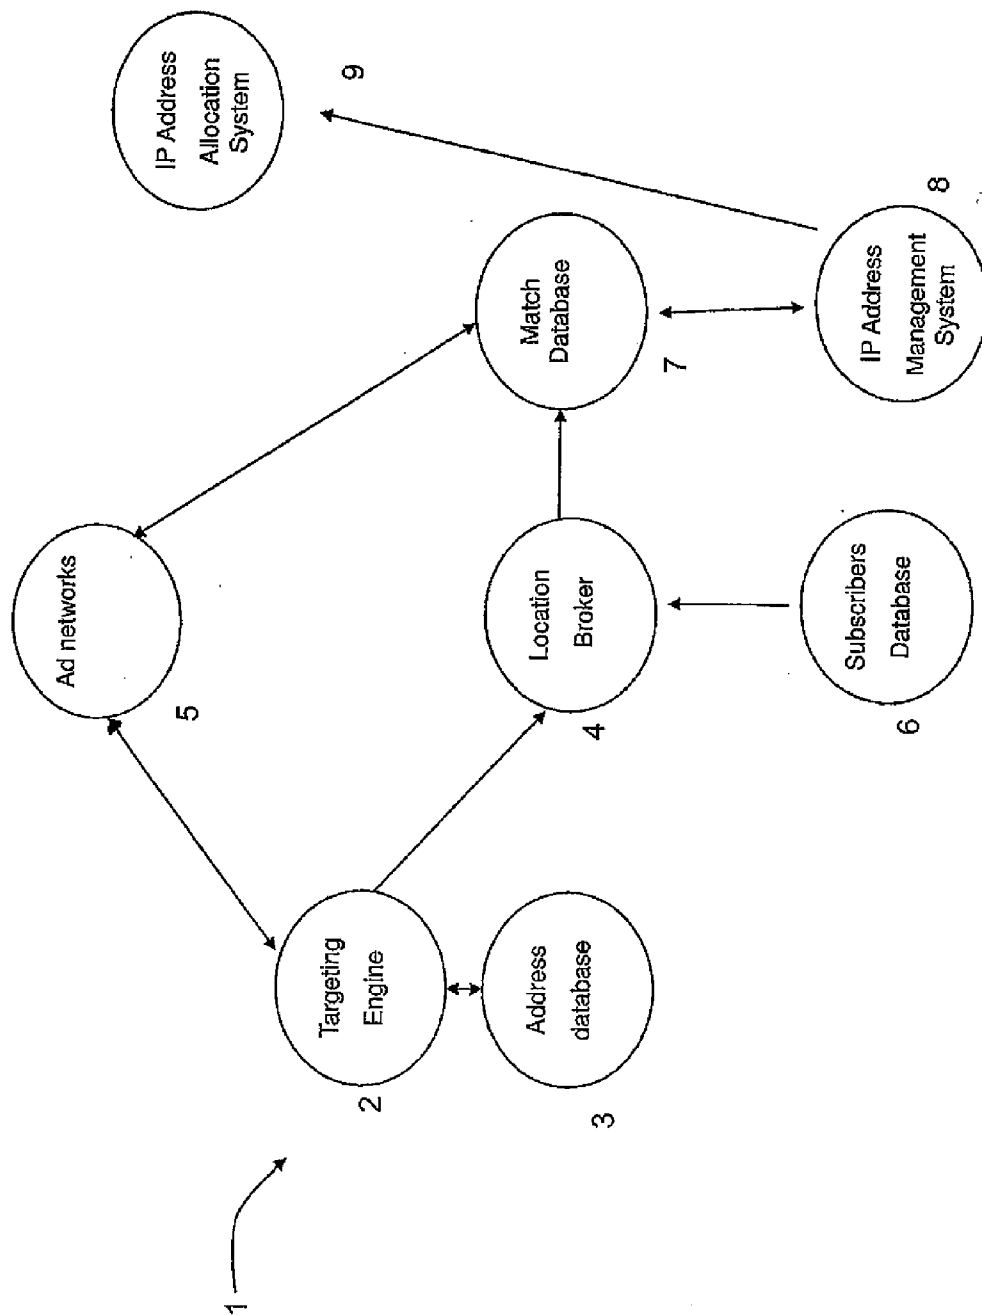 1
Targeting
Engine
2
Address
database
3
Ad networks
5
Location
Broker
4
Subscribers
Database
6
Match
Database
7
IP Address
Management
System
8
IP Address
Allocation
System
9